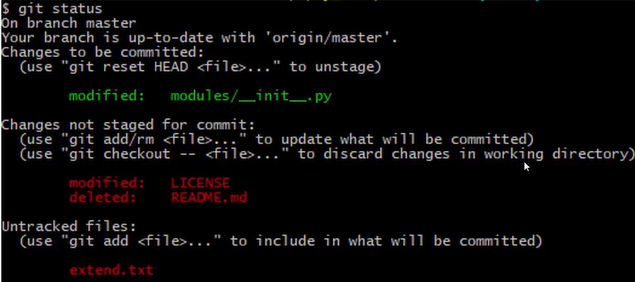 $ git status
On branch master
Your branch is up-to-date with 'origin/master'.
Changes to be committed:
  (use "git reset HEAD <file>..." to unstage)
        modified:   modules/__init__.py
Changes not staged for commit:
  (use "git add/rm <file>..." to update what will be committed)
  (use "git checkout -- <file>..." to discard changes in working directory)
        modified:   LICENSE
        deleted:    README.md
Untracked files:
  (use "git add <file>..." to include in what will be committed)
        extend.txt